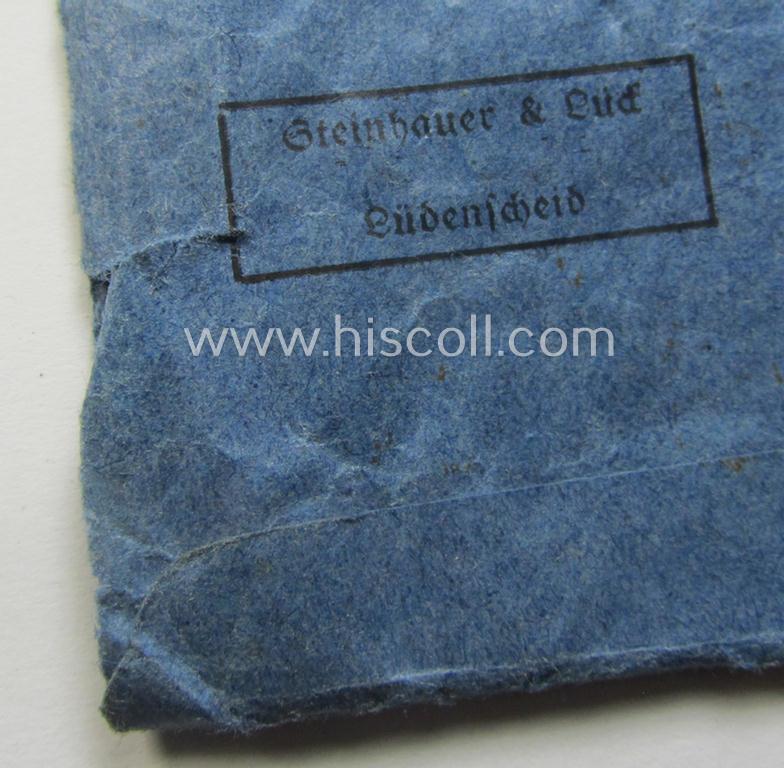 Steinhauer & Lück
Lüdenscheid
www.hiscoll.com